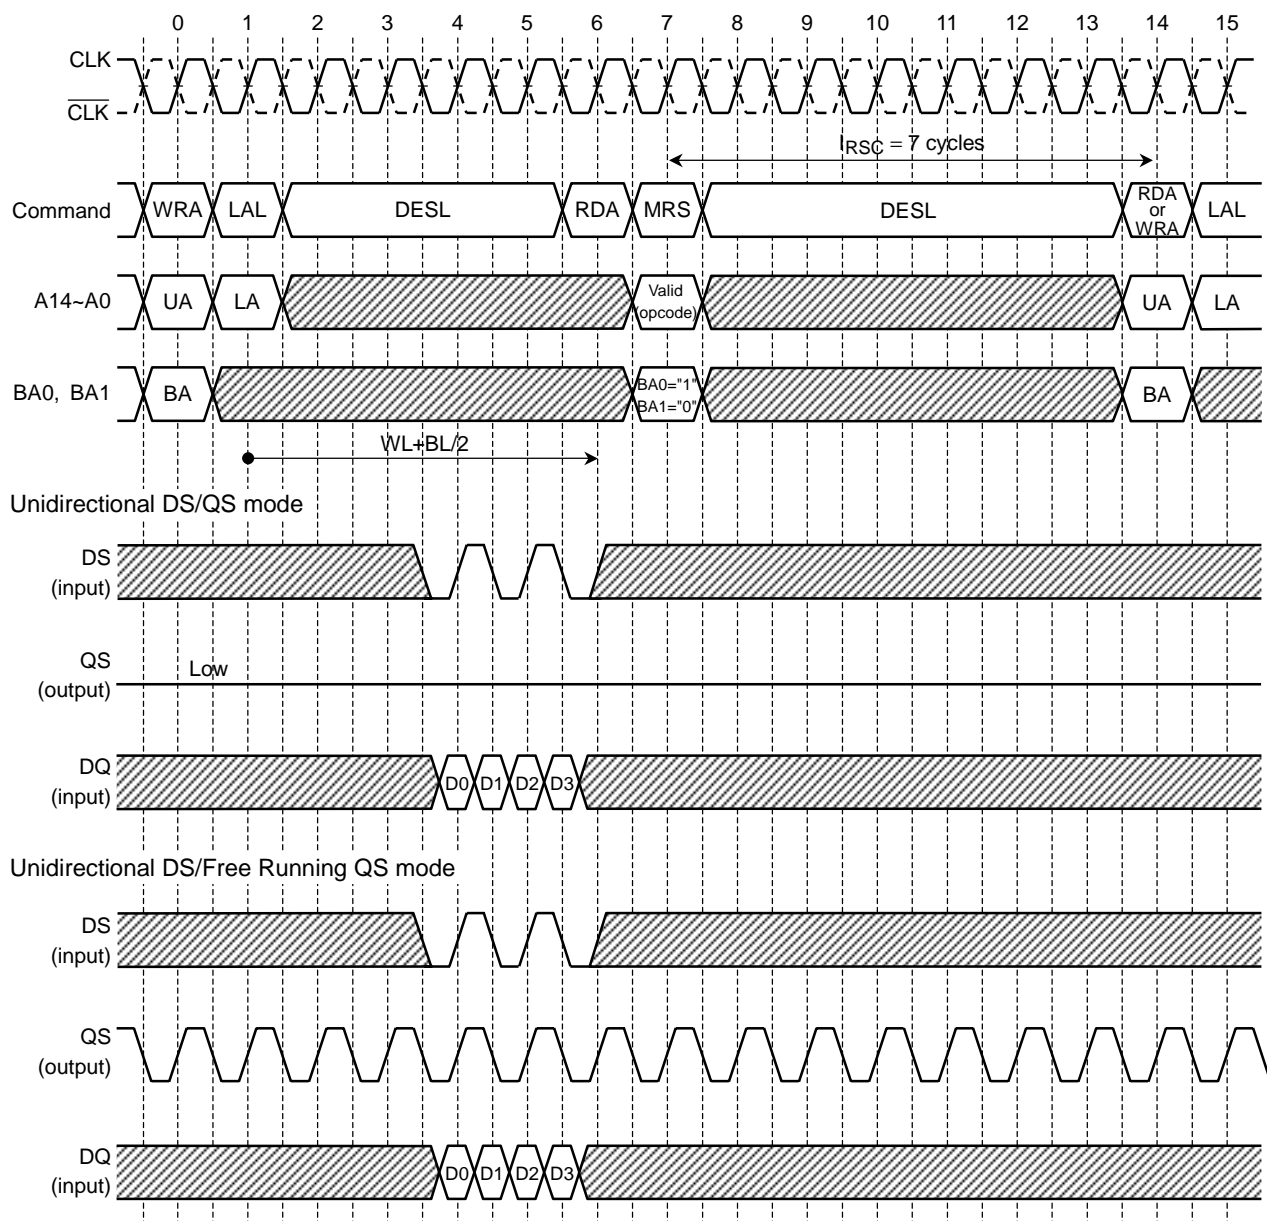 0 1 2 3 4 5 6 7 8 9 10 11 12 13 14 15
CLK
CLK
IRSC = 7 cycles
Command WRA LAL DESL RDA MRS DESL RDA or WRA LAL
A14~A0 UA LA Valid (opcode) UA LA
BA0, BA1 BA BA0="1" BA1="0" BA
WL+BL/2
Unidirectional DS/QS mode
DS
(input)
QS
Low
(output)
DQ
(input) D0 D1 D2 D3
Unidirectional DS/Free Running QS mode
DS
(input)
QS
(output)
DQ
(input) D0 D1 D2 D3